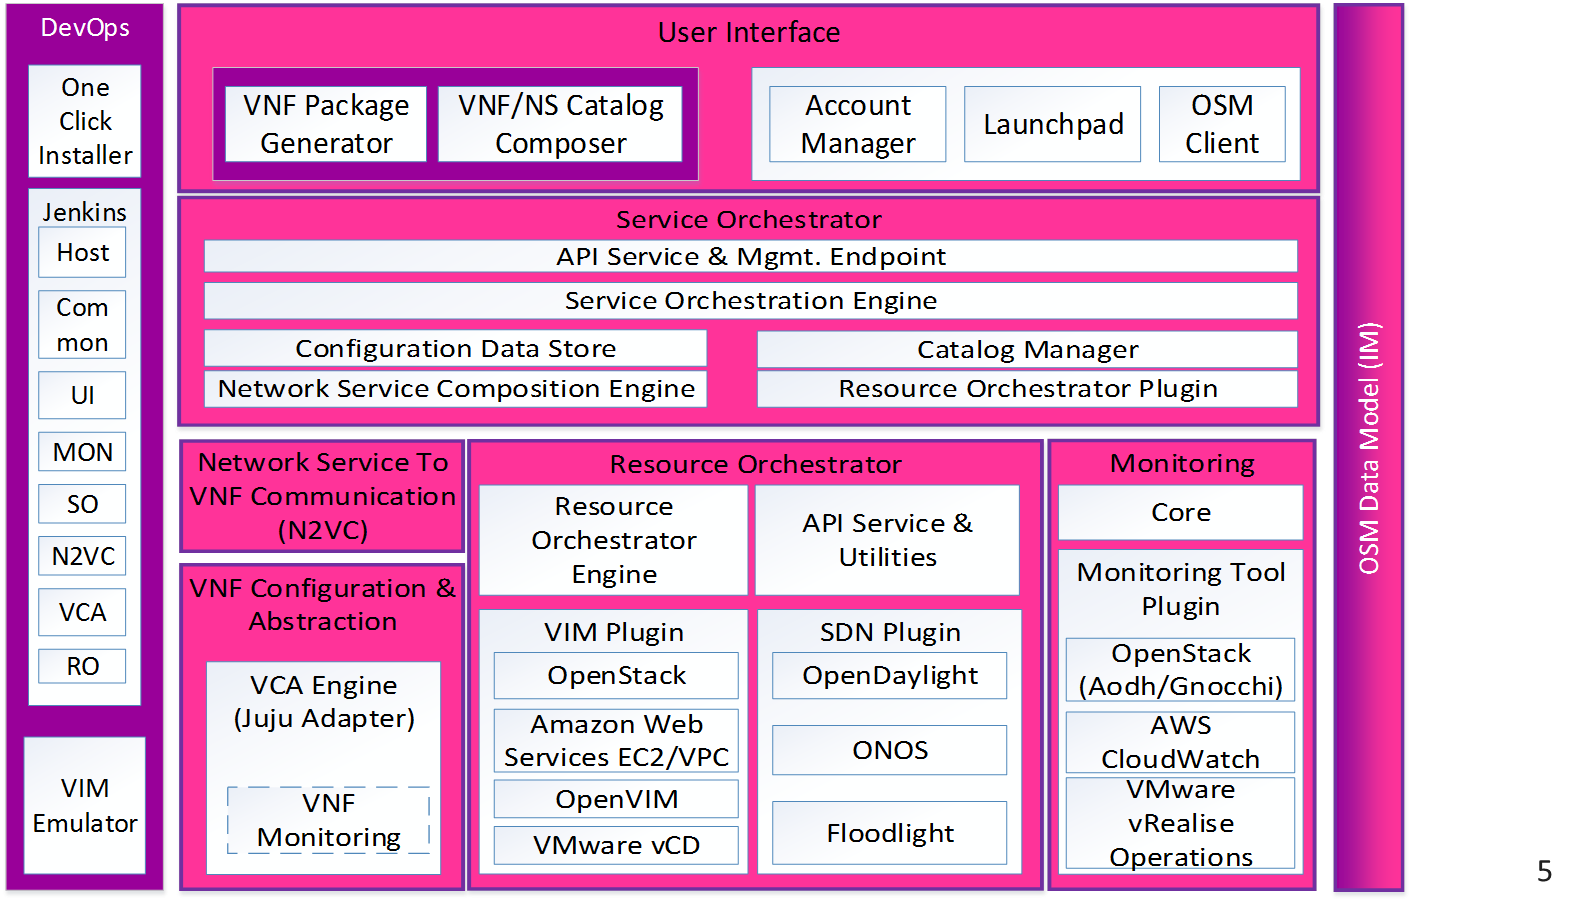 DevOps
One
Click
Installer
Jenkins
Host
Com
mon
UI
MON
SO
N2VC
VCA
RO
VIM
Emulator
User Interface
VNF Package
Generator
VNF/NS Catalog
Composer
Account
Manager
Launchpad
OSM
Client
Service Orchestrator
API Service & Mgmt. Endpoint
Service Orchestration Engine
Configuration Data Store
Catalog Manager
Network Service Composition Engine
Resource Orchestrator Plugin
Network Service To
VNF Communication
(N2VC)
VNF Configuration &
Abstraction
VCA Engine
(Juju Adapter)
VNF
Monitoring
Resource Orchestrator
Resource
Orchestrator
Engine
API Service &
Utilities
VIM Plugin
OpenStack
Amazon Web
Services EC2/VPC
OpenVIM
VMware vCD
SDN Plugin
OpenDaylight
ONOS
Floodlight
Monitoring
Core
Monitoring Tool
Plugin
OpenStack
(Aodh/Gnocchi)
AWS
CloudWatch
VMware
vRealise
Operations
OSM Data Model (IM)
5